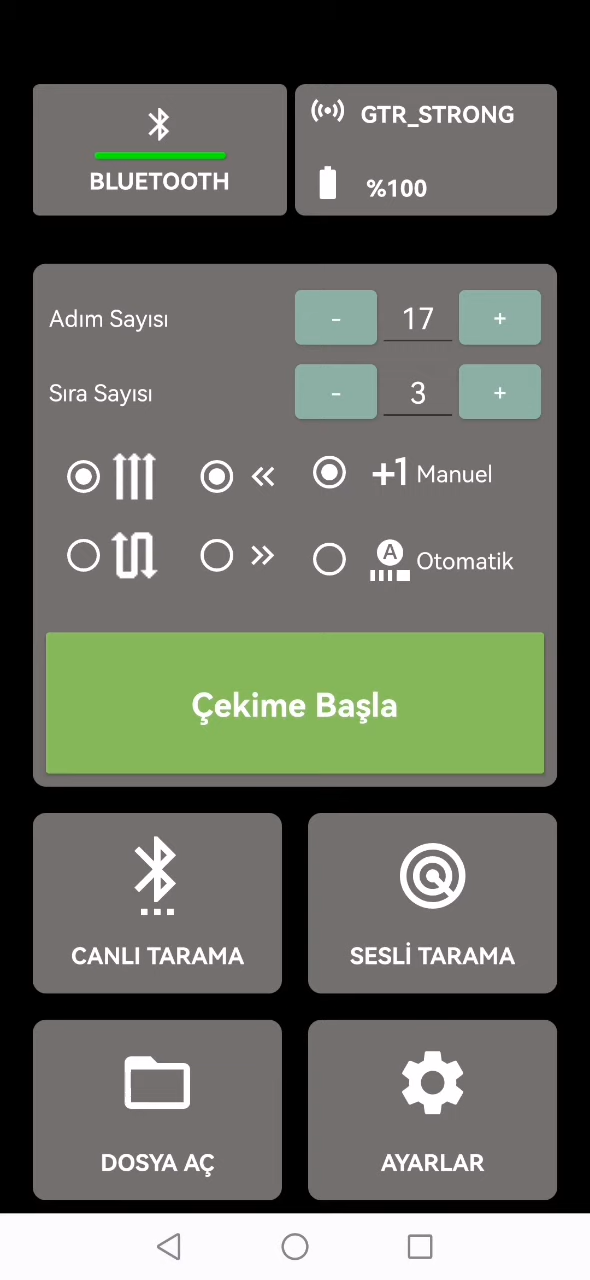 BLUETOOTH
GTR_STRONG
%100
Adım Sayısı - 17 +
Sıra Sayısı - 3 +
+1 Manuel
A Otomatik
Çekime Başla
CANLI TARAMA
SESLİ TARAMA
DOSYA AÇ
AYARLAR